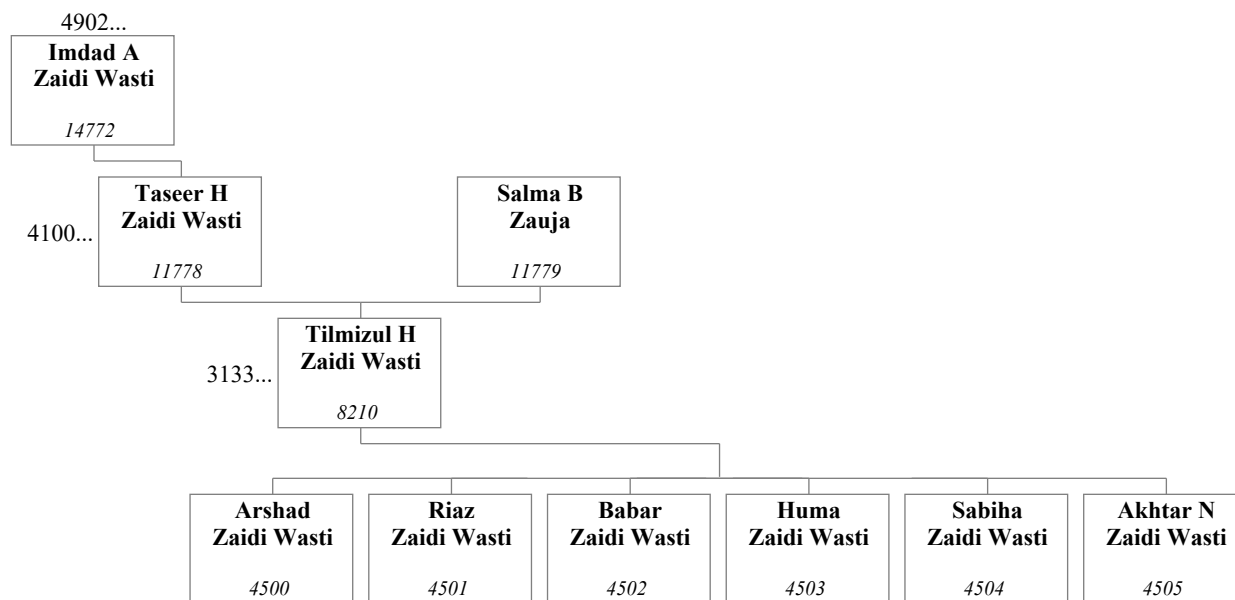 4902...
Imdad A
Zaidi Wasti
14772
Taseer H
Zaidi Wasti
11778
4100...
Salma B
Zauja
11779
Tilmizul H
Zaidi Wasti
8210
3133...
Arshad
Zaidi Wasti
4500
Riaz
Zaidi Wasti
4501
Babar
Zaidi Wasti
4502
Huma
Zaidi Wasti
4503
Sabiha
Zaidi Wasti
4504
Akhtar N
Zaidi Wasti
4505